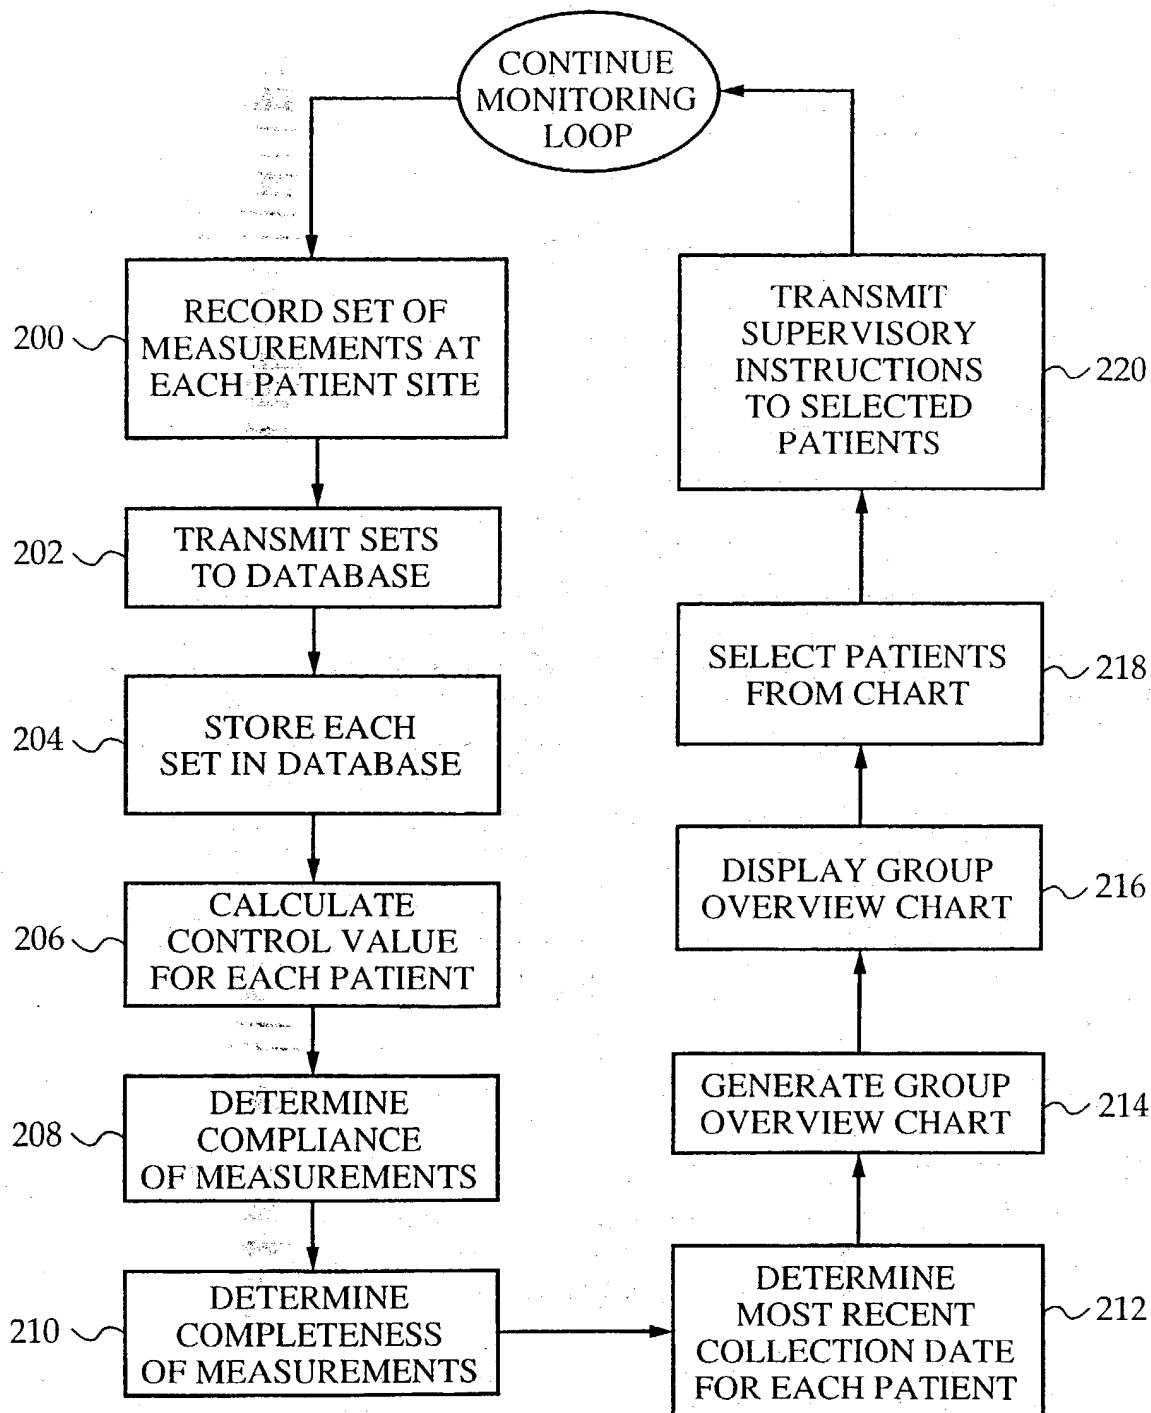 CONTINUE
MONITORING
LOOP
200
RECORD SET OF
MEASUREMENTS AT
EACH PATIENT SITE
202
TRANSMIT SETS
TO DATABASE
204
STORE EACH
SET IN DATABASE
206
CALCULATE
CONTROL VALUE
FOR EACH PATIENT
208
DETERMINE
COMPLIANCE
OF MEASUREMENTS
210
DETERMINE
COMPLETENESS
OF MEASUREMENTS
DETERMINE
MOST RECENT
COLLECTION DATE
FOR EACH PATIENT
212
GENERATE GROUP
OVERVIEW CHART
214
DISPLAY GROUP
OVERVIEW CHART
216
SELECT PATIENTS
FROM CHART
218
TRANSMIT
SUPERVISORY
INSTRUCTIONS
TO SELECTED
PATIENTS
220